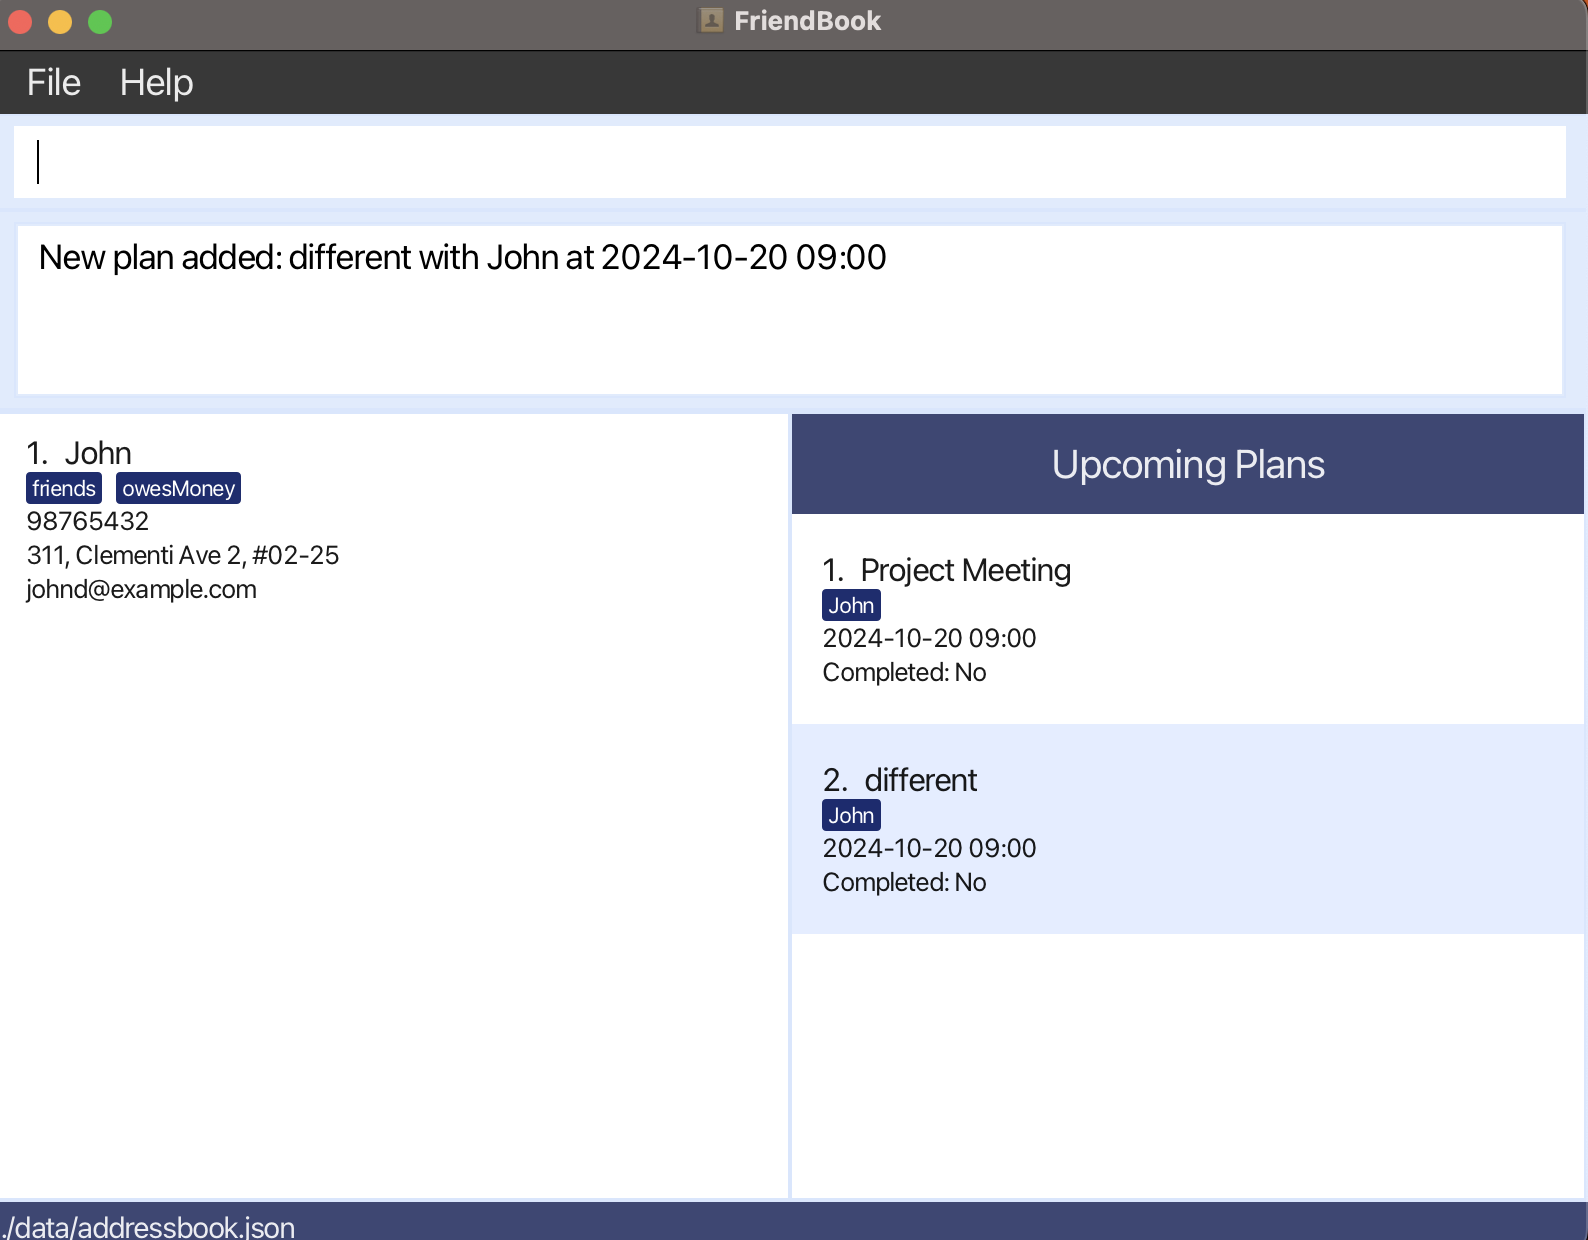 FriendBook
File Help
New plan added: different with John at 2024-10-20 09:00
1. John
friends owesMoney
98765432
311, Clementi Ave 2, #02-25
johnd@example.com
Upcoming Plans
1. Project Meeting
John
2024-10-20 09:00
Completed: No
2. different
John
2024-10-20 09:00
Completed: No
./data/addressbook.json